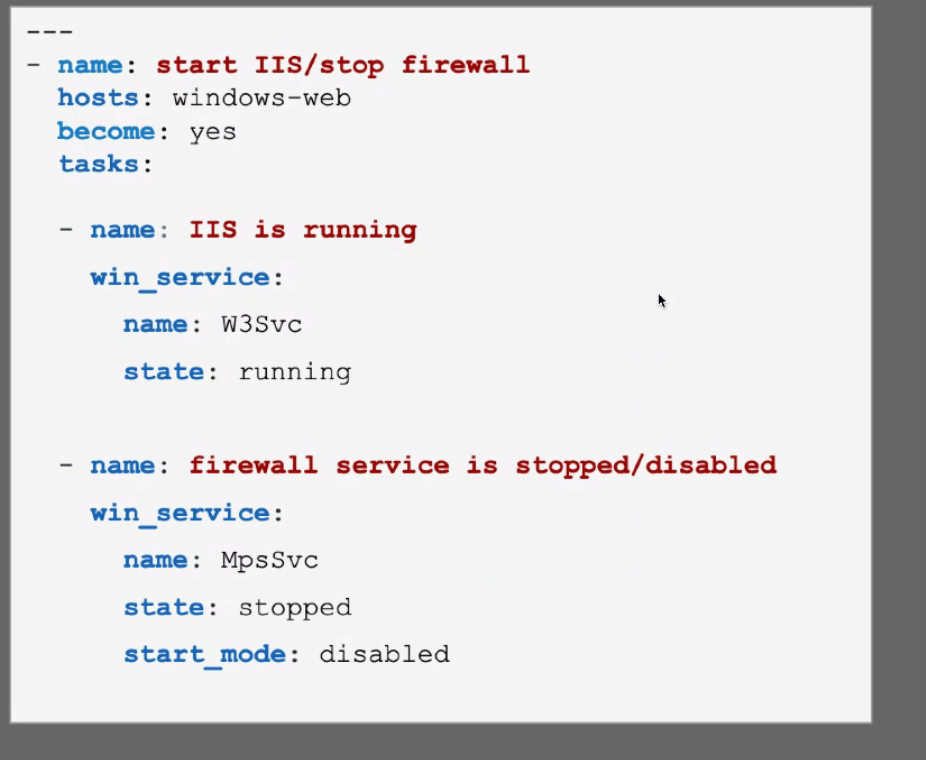 ---
- name: start IIS/stop firewall
hosts: windows-web
become: yes
tasks:
- name: IIS is running
win_service:
name: W3Svc
state: running
- name: firewall service is stopped/disabled
win_service:
name: MpsSvc
state: stopped
start_mode: disabled